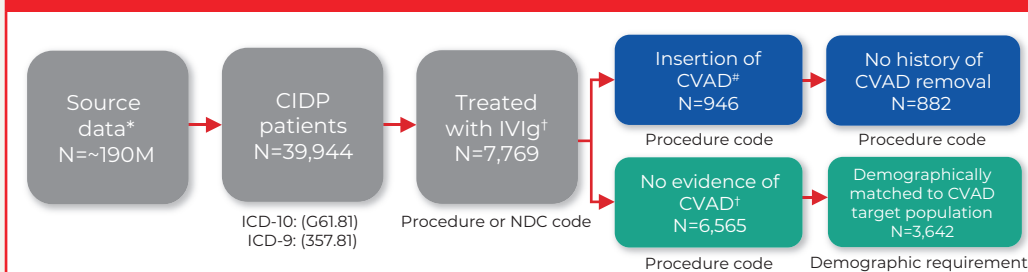 Source
data*
N=~190M
CIDP
patients
N=39,944
ICD-10: (G61.81)
ICD-9: (357.81)
Treated
with IVIg†
N=7,769
Procedure or NDC code
Insertion of
CVAD#
N=946
Procedure code
No history of
CVAD removal
N=882
Procedure code
No evidence of
CVAD†
N=6,565
Procedure code
Demographically
matched to CVAD
target population
N=3,642
Demographic requirement